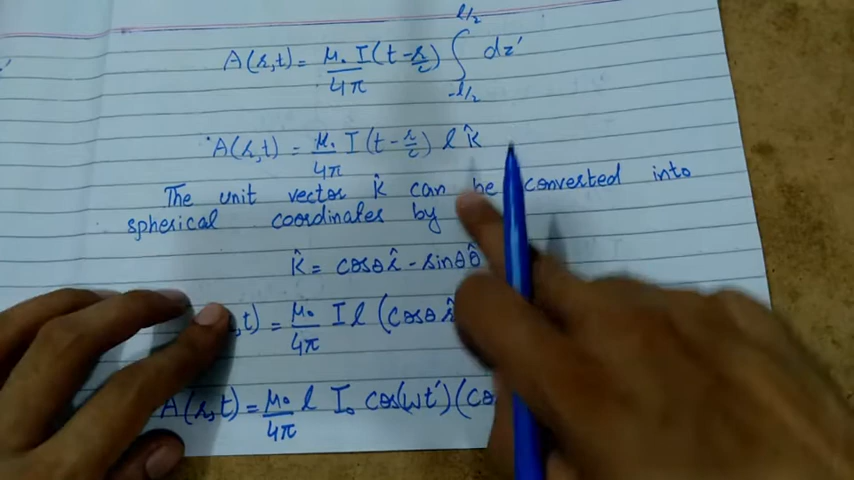 l/2
A(r,t) = μ₀/4π I(t-r/c) ∫ dz'
-l/2
A(r,t) = μ₀/4π I(t-r/c) l k̂
The unit vector k̂ can be converted into
spherical coordinates by
k̂ = cosθ r̂ - sinθ θ̂
,t) = μ₀/4π I l (cosθ r̂
A(r,t) = μ₀/4π l I₀ cos(ωt')(co